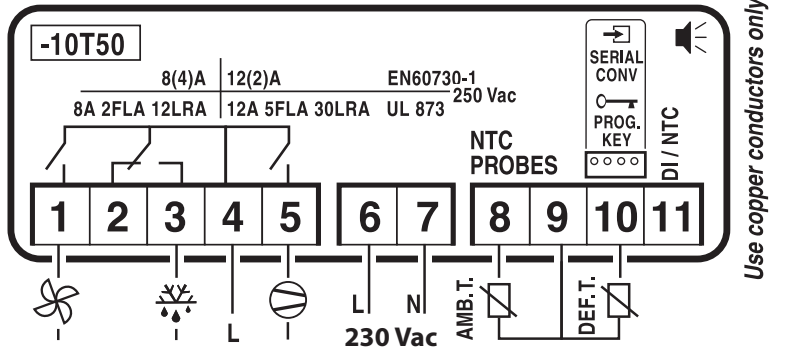 -10T50
8(4)A 12(2)A EN60730-1
250 Vac
8A 2FLA 12LRA 12A 5FLA 30LRA UL 873
SERIAL
CONV
PROG.
KEY
NTC
PROBES
DI / NTC
1 2 3 4 5 6 7 8 9 10 11
L L N
230 Vac
AMB.T.
DEF.T.
Use copper conductors only